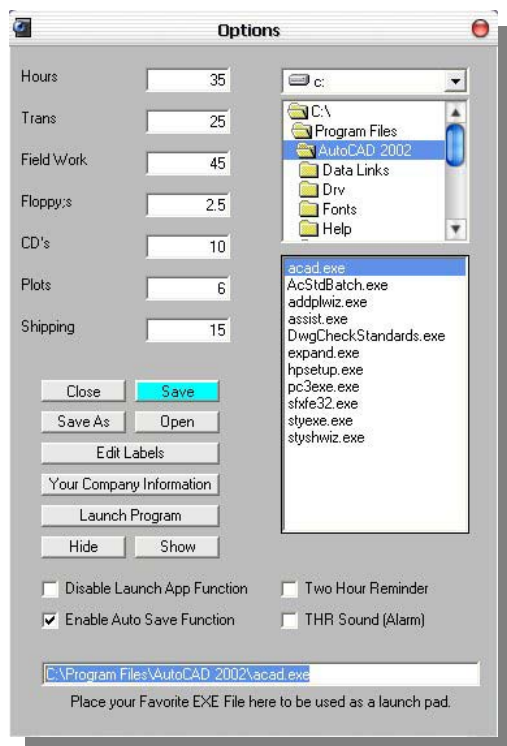 Options
Hours 35
Trans 25
Field Work 45
Floppy;s 2.5
CD's 10
Plots 6
Shipping 15
c:
C:\
Program Files
AutoCAD 2002
Data Links
Drv
Fonts
Help
acad.exe
AcStdBatch.exe
addplwiz.exe
assist.exe
DwgCheckStandards.exe
expand.exe
hpsetup.exe
pc3exe.exe
sfxfe32.exe
styexe.exe
styshwiz.exe
Close Save
Save As Open
Edit Labels
Your Company Information
Launch Program
Hide Show
Disable Launch App Function Two Hour Reminder
Enable Auto Save Function THR Sound (Alarm)
C:\Program Files\AutoCAD 2002\acad.exe
Place your Favorite EXE File here to be used as a launch pad.